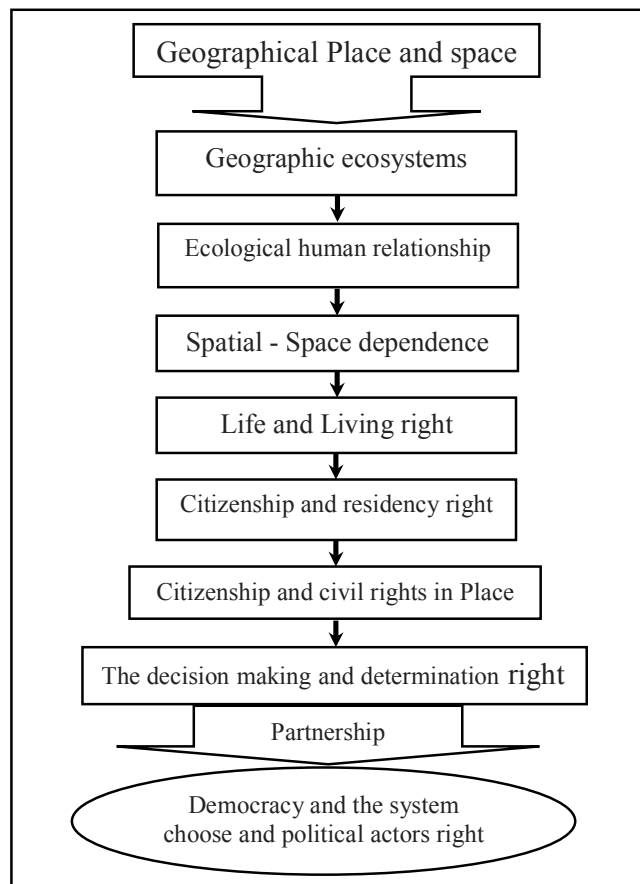 Geographical Place and space
Geographic ecosystems
Ecological human relationship
Spatial - Space dependence
Life and Living right
Citizenship and residency right
Citizenship and civil rights in Place
The decision making and determination right
Partnership
Democracy and the system
choose and political actors right